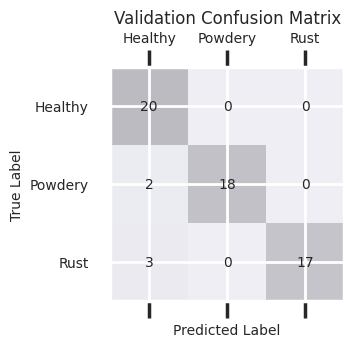 Validation Confusion Matrix
Healthy Powdery Rust
Healthy 20 0 0
Powdery 2 18 0
Rust 3 0 17
True Label
Predicted Label